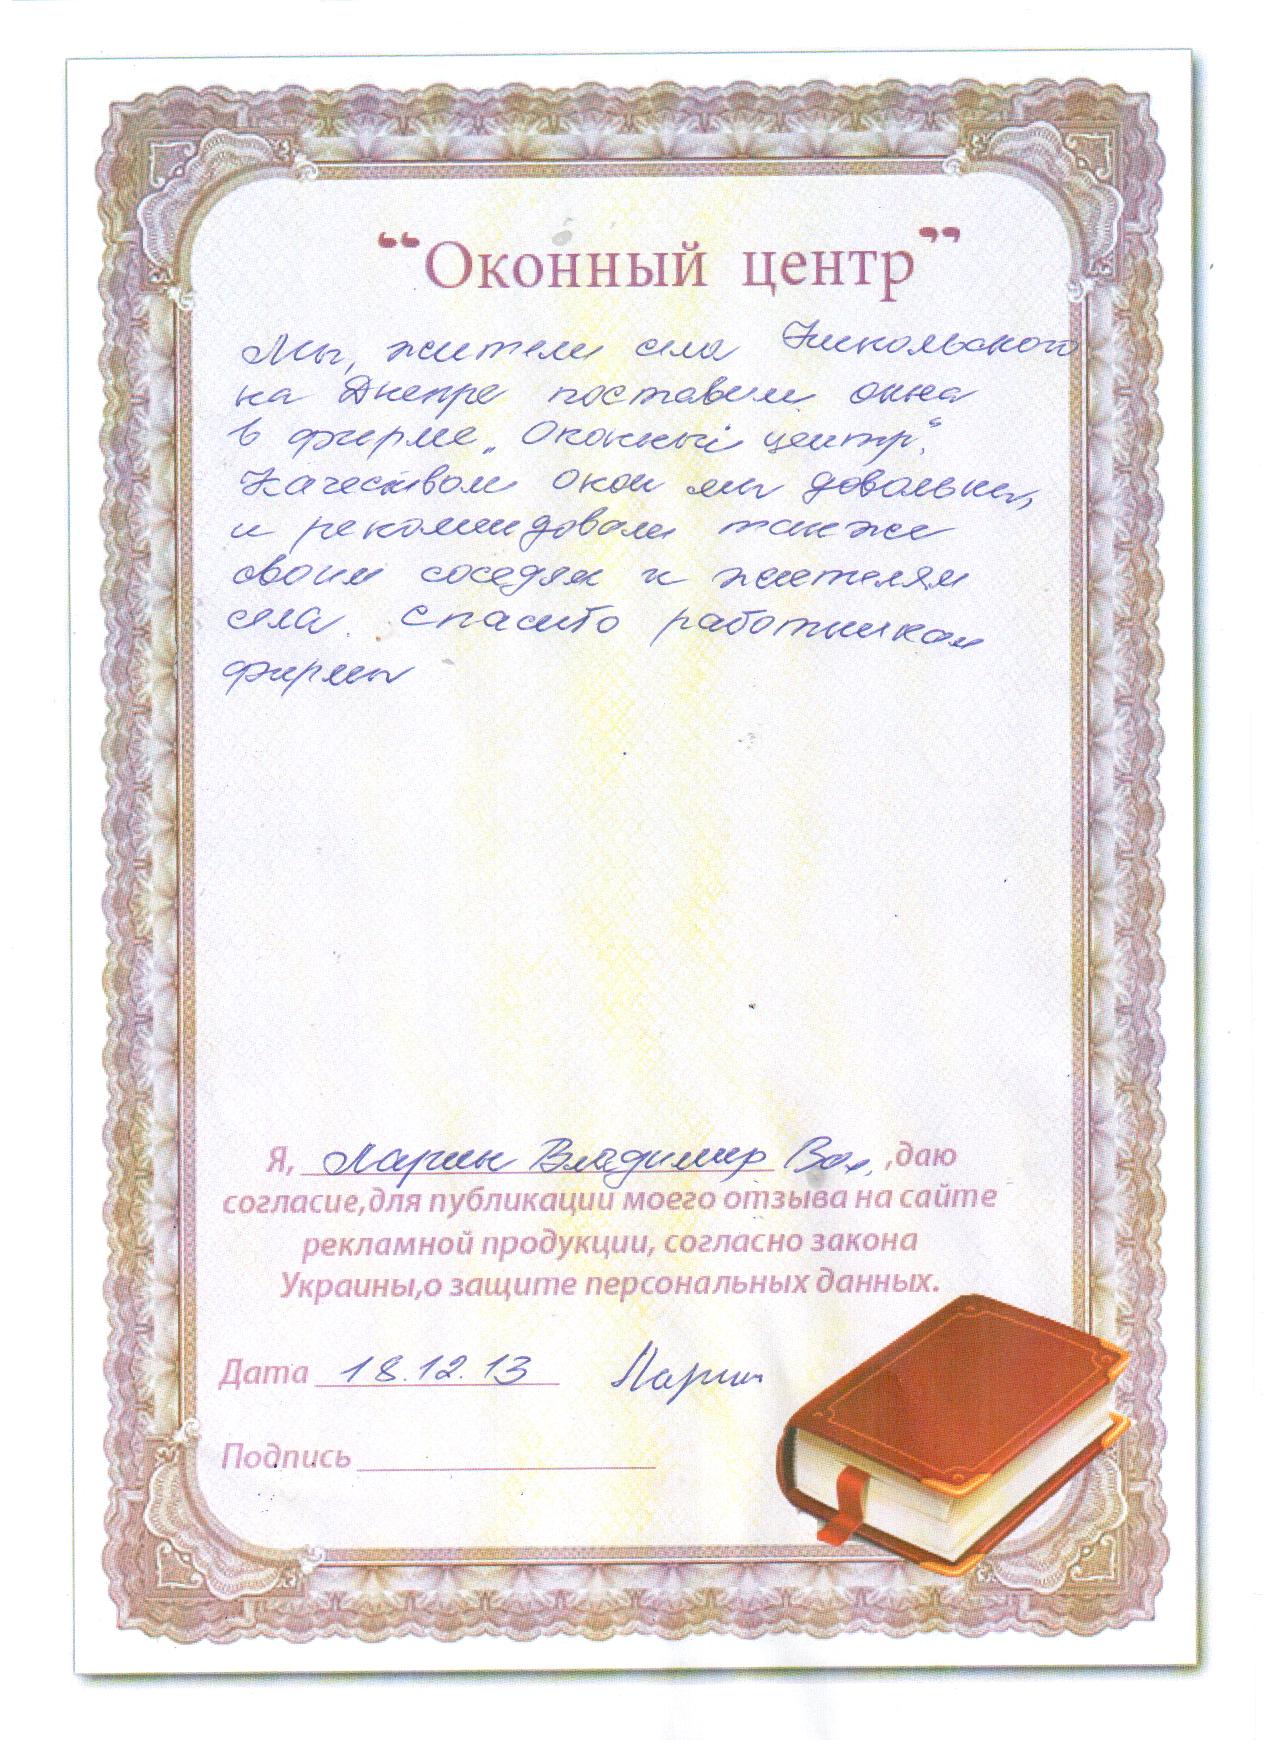 “Оконный центр”
Мы, жители села Никольского
на Днепре поставили окна
в фирме „Оконный центр“.
Качеством окон мы довольны,
и рекомендовали также
своим соседям и жителям
села. Спасибо работникам
фирмы
Я, Ларин Владимир ,даю
согласие,для публикации моего отзыва на сайте
рекламной продукции, согласно закона
Украины,о защите персональных данных.
Дата 18.12.13 Ларин
Подпись